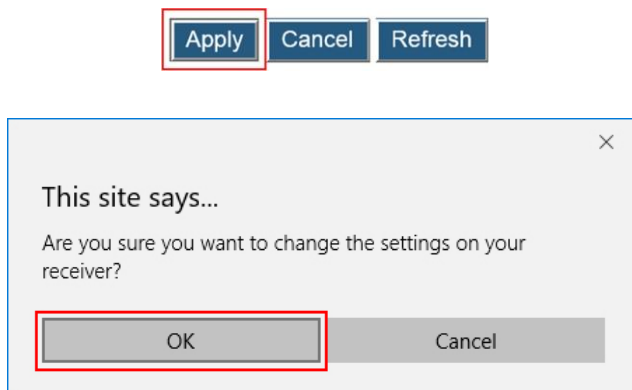 Apply Cancel Refresh
This site says...
Are you sure you want to change the settings on your
receiver?
OK Cancel